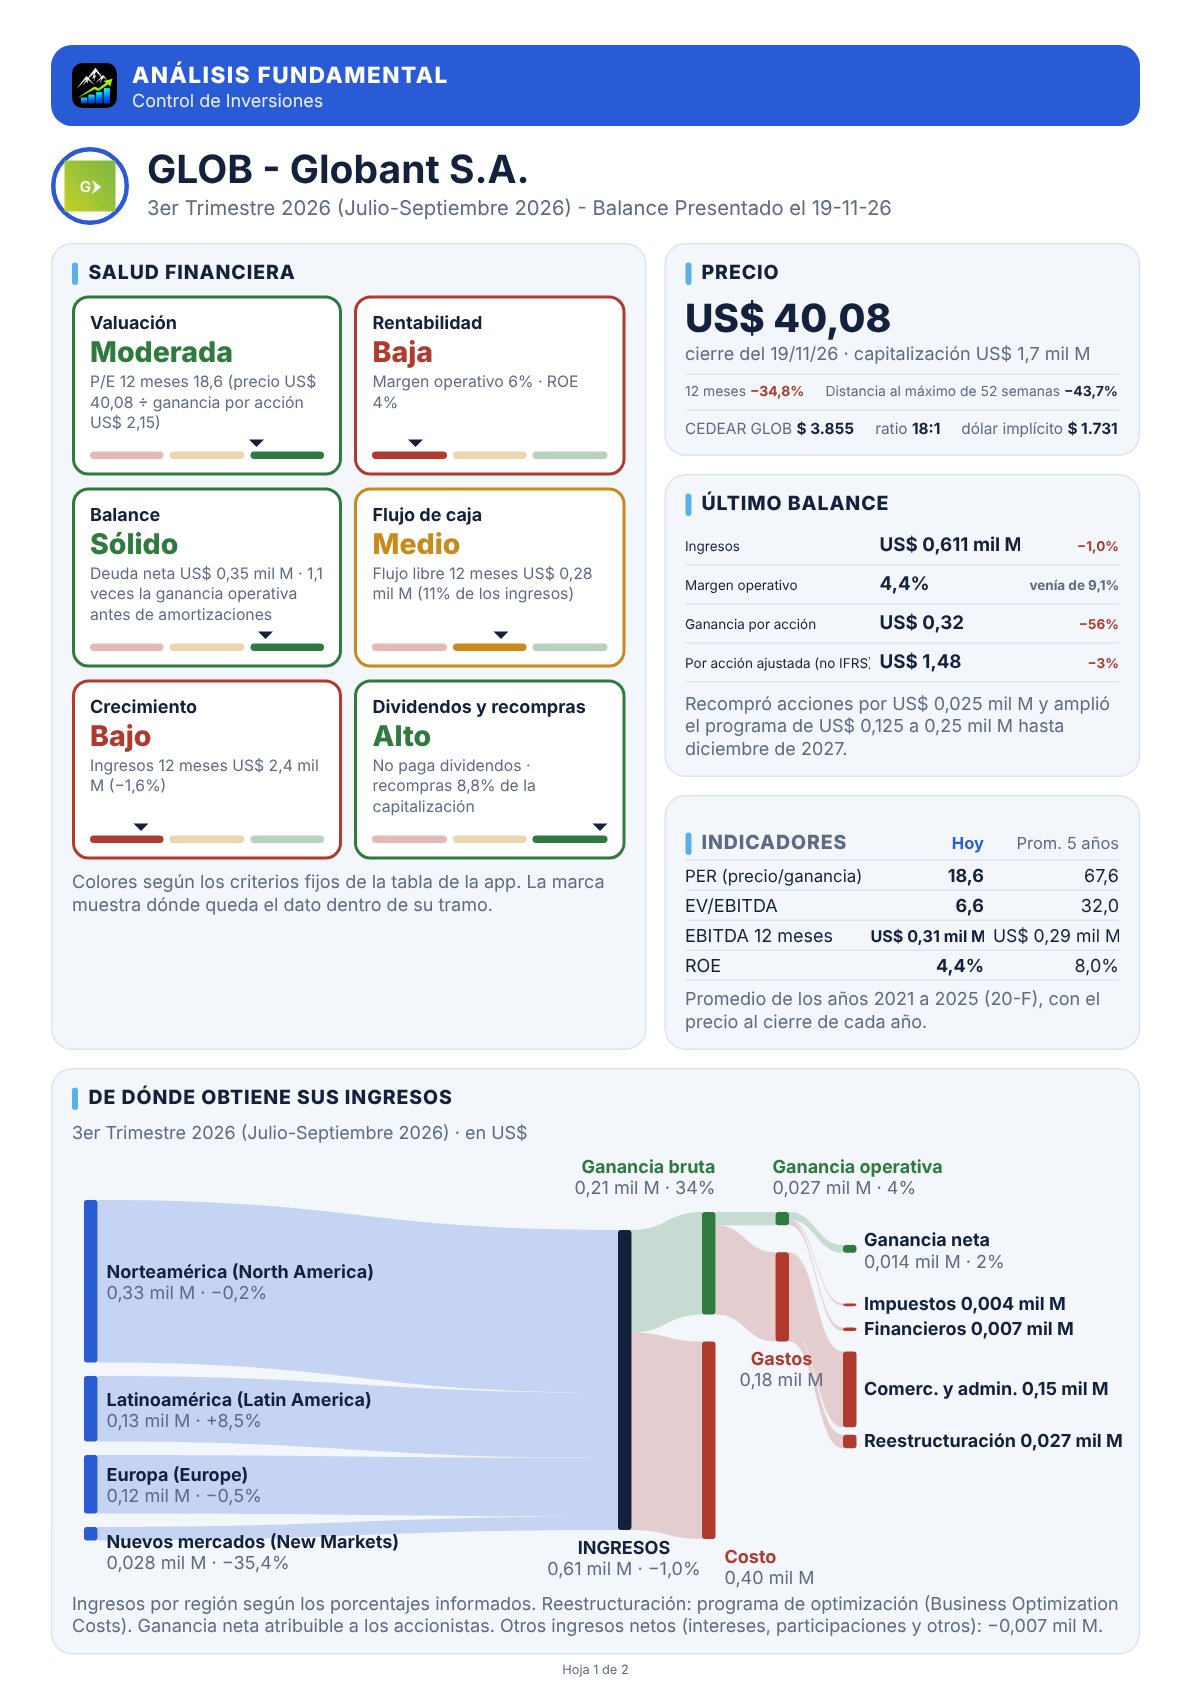 ANÁLISIS FUNDAMENTAL
Control de Inversiones
G
GLOB - Globant S.A.
3er Trimestre 2026 (Julio-Septiembre 2026) - Balance Presentado el 19-11-26
SALUD FINANCIERA
Valuación
Moderada
P/E 12 meses 18,6 (precio US$
40,08 ÷ ganancia por acción
US$ 2,15)
Rentabilidad
Baja
Margen operativo 6% · ROE
4%
Balance
Sólido
Deuda neta US$ 0,35 mil M · 1,1
veces la ganancia operativa
antes de amortizaciones
Flujo de caja
Medio
Flujo libre 12 meses US$ 0,28
mil M (11% de los ingresos)
Crecimiento
Bajo
Ingresos 12 meses US$ 2,4 mil
M (−1,6%)
Dividendos y recompras
Alto
No paga dividendos ·
recompras 8,8% de la
capitalización
Colores según los criterios fijos de la tabla de la app. La marca
muestra dónde queda el dato dentro de su tramo.
PRECIO
US$ 40,08
cierre del 19/11/26 · capitalización US$ 1,7 mil M
12 meses −34,8% Distancia al máximo de 52 semanas −43,7%
CEDEAR GLOB $ 3.855 ratio 18:1 dólar implícito $ 1.731
ÚLTIMO BALANCE
Ingresos US$ 0,611 mil M −1,0%
Margen operativo 4,4% venía de 9,1%
Ganancia por acción US$ 0,32 −56%
Por acción ajustada (no IFRS) US$ 1,48 −3%
Recompró acciones por US$ 0,025 mil M y amplió
el programa de US$ 0,125 a 0,25 mil M hasta
diciembre de 2027.
INDICADORES Hoy Prom. 5 años
PER (precio/ganancia) 18,6 67,6
EV/EBITDA 6,6 32,0
EBITDA 12 meses US$ 0,31 mil M US$ 0,29 mil M
ROE 4,4% 8,0%
Promedio de los años 2021 a 2025 (20-F), con el
precio al cierre de cada año.
DE DÓNDE OBTIENE SUS INGRESOS
3er Trimestre 2026 (Julio-Septiembre 2026) · en US$
Ganancia bruta
0,21 mil M · 34%
Ganancia operativa
0,027 mil M · 4%
Ganancia neta
0,014 mil M · 2%
Norteamérica (North America)
0,33 mil M · −0,2%
Impuestos 0,004 mil M
Financieros 0,007 mil M
Gastos
0,18 mil M
Comerc. y admin. 0,15 mil M
Latinoamérica (Latin America)
0,13 mil M · +8,5%
Reestructuración 0,027 mil M
Europa (Europe)
0,12 mil M · −0,5%
Nuevos mercados (New Markets)
0,028 mil M · −35,4%
INGRESOS
0,61 mil M · −1,0%
Costo
0,40 mil M
Ingresos por región según los porcentajes informados. Reestructuración: programa de optimización (Business Optimization
Costs). Ganancia neta atribuible a los accionistas. Otros ingresos netos (intereses, participaciones y otros): −0,007 mil M.
Hoja 1 de 2